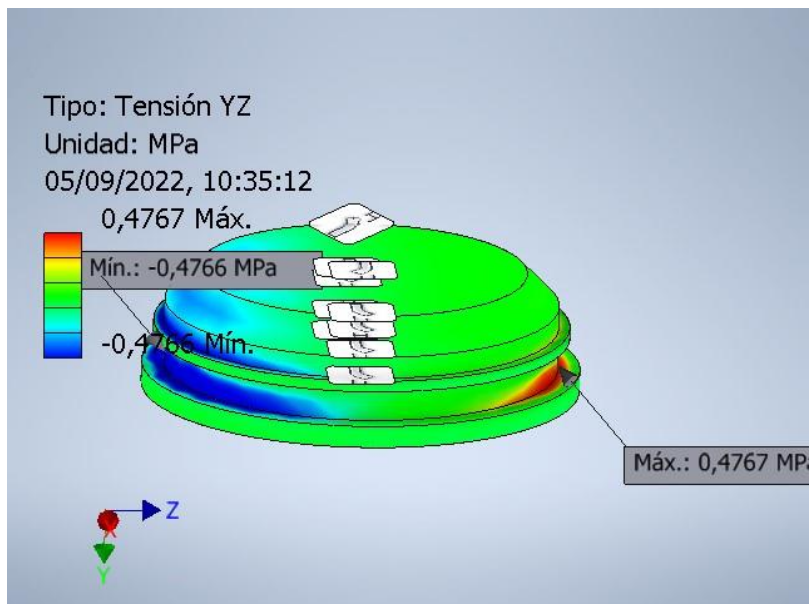 Tipo: Tensión YZ
Unidad: MPa
05/09/2022, 10:35:12
0,4767 Máx.
Mín.: -0,4766 MPa
-0,4766 Mín.
Máx.: 0,4767 MPa
Z
X
Y